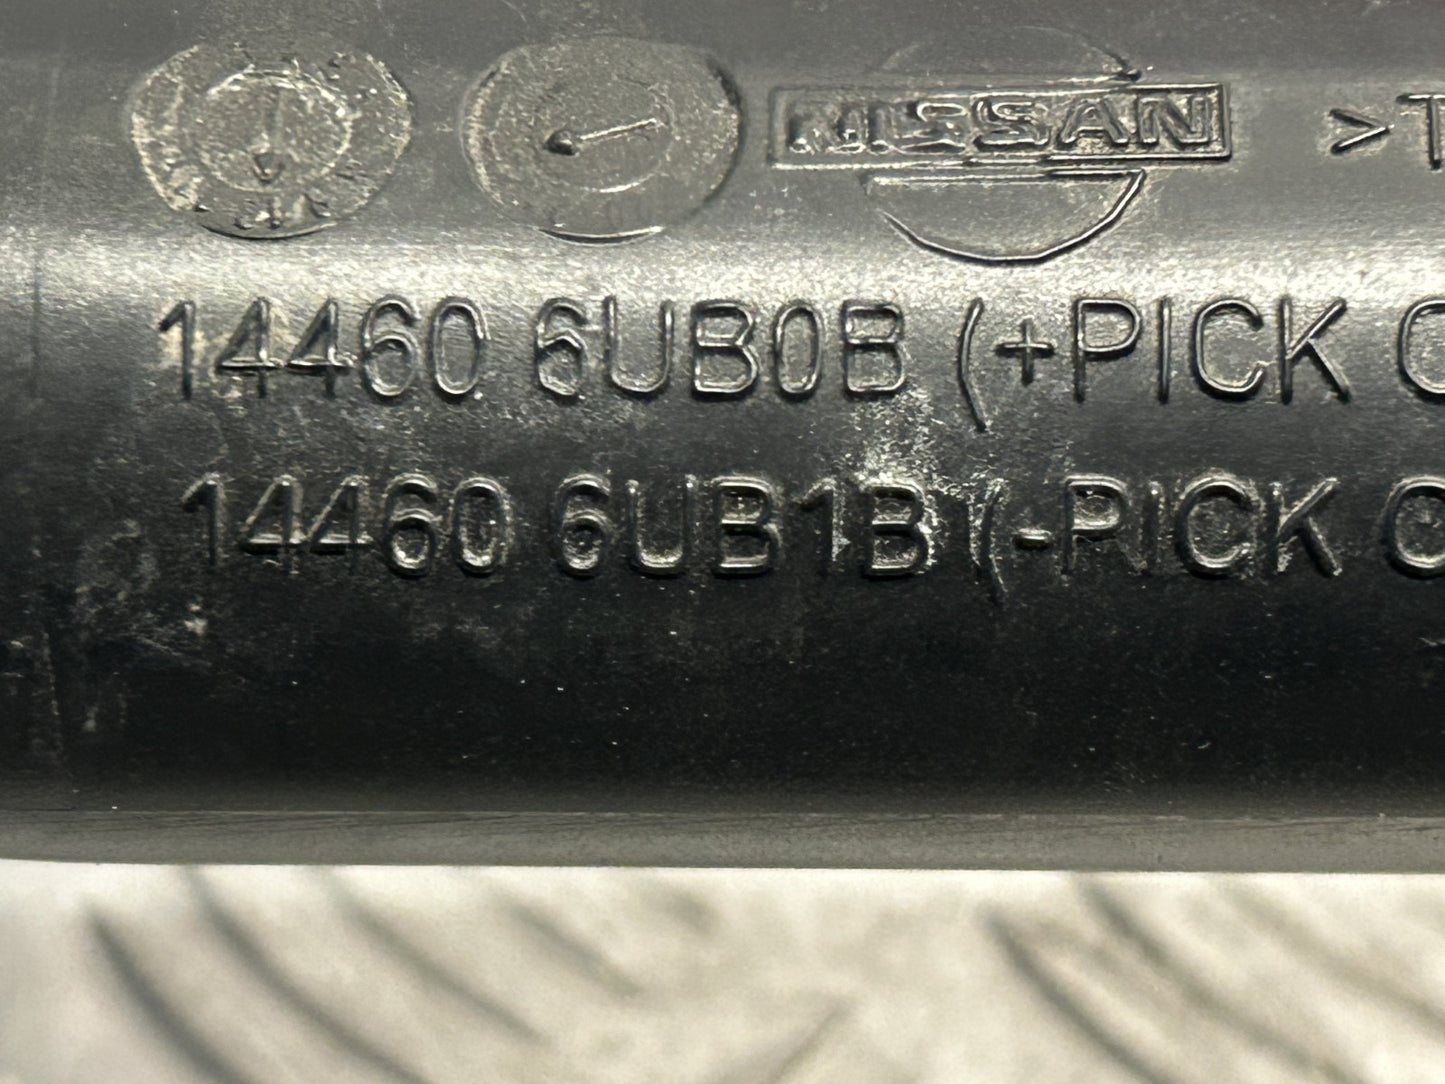 NISSAN >T
14460 6UB0B (+PICK
14460 6UB1B (-PICK